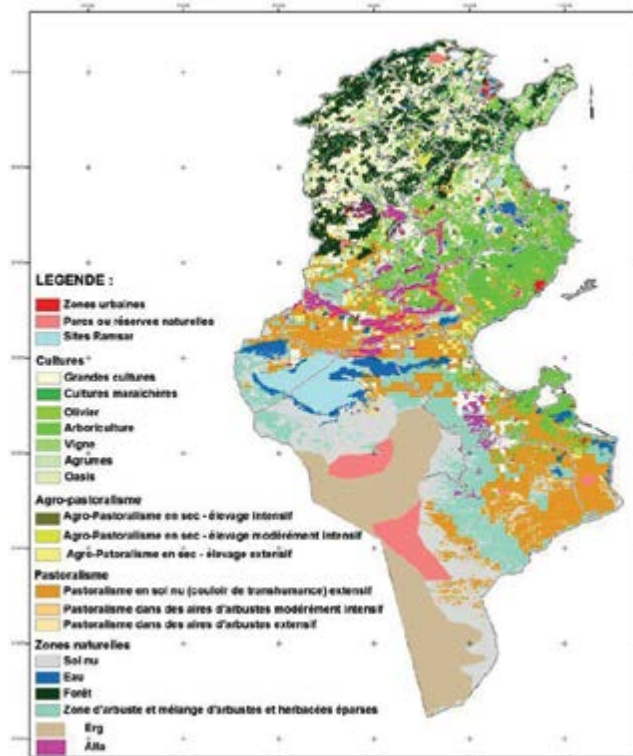 LEGENDE :
Zones urbaines
Parcs ou réserves naturelles
Sites Ramsar
Cultures
Grandes cultures
Cultures maraichères
Olivier
Arboriculture
Vigne
Agrumes
Oasis
Agro-pastoralisme
Agro-Pastoralisme en sec - élevage intensif
Agro-Pastoralisme en sec - élevage modérément intensif
Agro-Patoralisme en sec - élevage extensif
Pastoralisme
Pastoralisme en sol nu (couloir de transhumance) extensif
Pastoralisme dans des aires d'arbustes modérément intensif
Pastoralisme dans des aires d'arbustes extensif
Zones naturelles
Sol nu
Eau
Forêt
Zone d'arbuste et mélange d'arbustes et herbacées éparses
Erg
Alfa